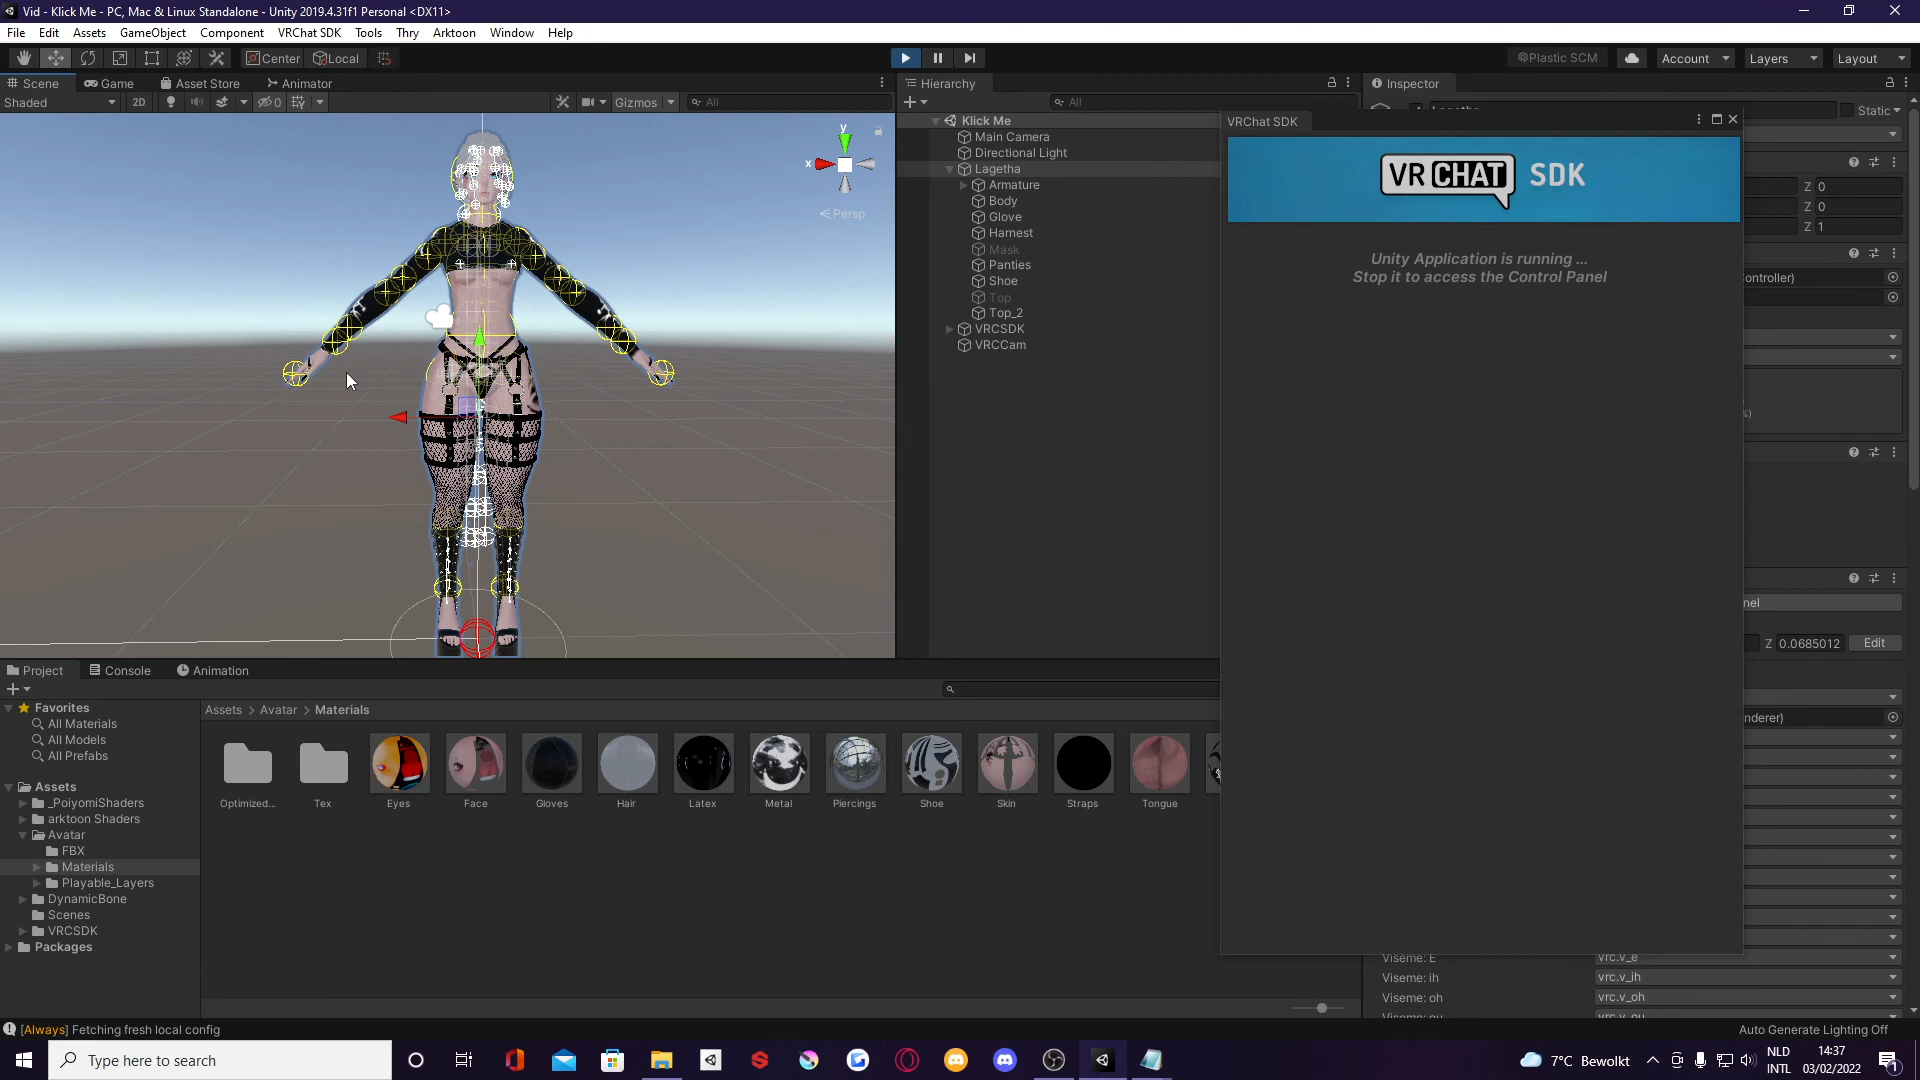 Vid - Klick Me - PC, Mac & Linux Standalone - Unity 2019.4.31f1 Personal <DX11>
File Edit Assets GameObject Component VRChat SDK Tools Thry Arktoon Window Help
Center Local Plastic SCM Account Layers Layout
Scene Game Asset Store Animator Hierarchy Inspector
Shaded 2D 0 Gizmos All All Static
y
x
Persp
Klick Me
Main Camera
Directional Light
Lagetha
Armature
Body
Glove
Harnest
Mask
Panties
Shoe
Top
Top_2
VRCSDK
VRCCam
VRChat SDK
VR CHAT SDK
Unity Application is running ...
Stop it to access the Control Panel
Z 0
Z 0
Z 1
ontroller)
Z 0.0685012 Edit
nderer)
Viseme: E vrc.v_e
Viseme: ih vrc.v_ih
Viseme: oh vrc.v_oh
Project Console Animation
Favorites
All Materials
All Models
All Prefabs
Assets
_PoiyomiShaders
arktoon Shaders
Avatar
FBX
Materials
Playable_Layers
DynamicBone
Scenes
VRCSDK
Packages
Assets > Avatar > Materials
Optimized... Tex Eyes Face Gloves Hair Latex Metal Piercings Shoe Skin Straps Tongue
[Always] Fetching fresh local config
Auto Generate Lighting Off
Type here to search
7°C Bewolkt
NLD
INTL
14:37
03/02/2022
1